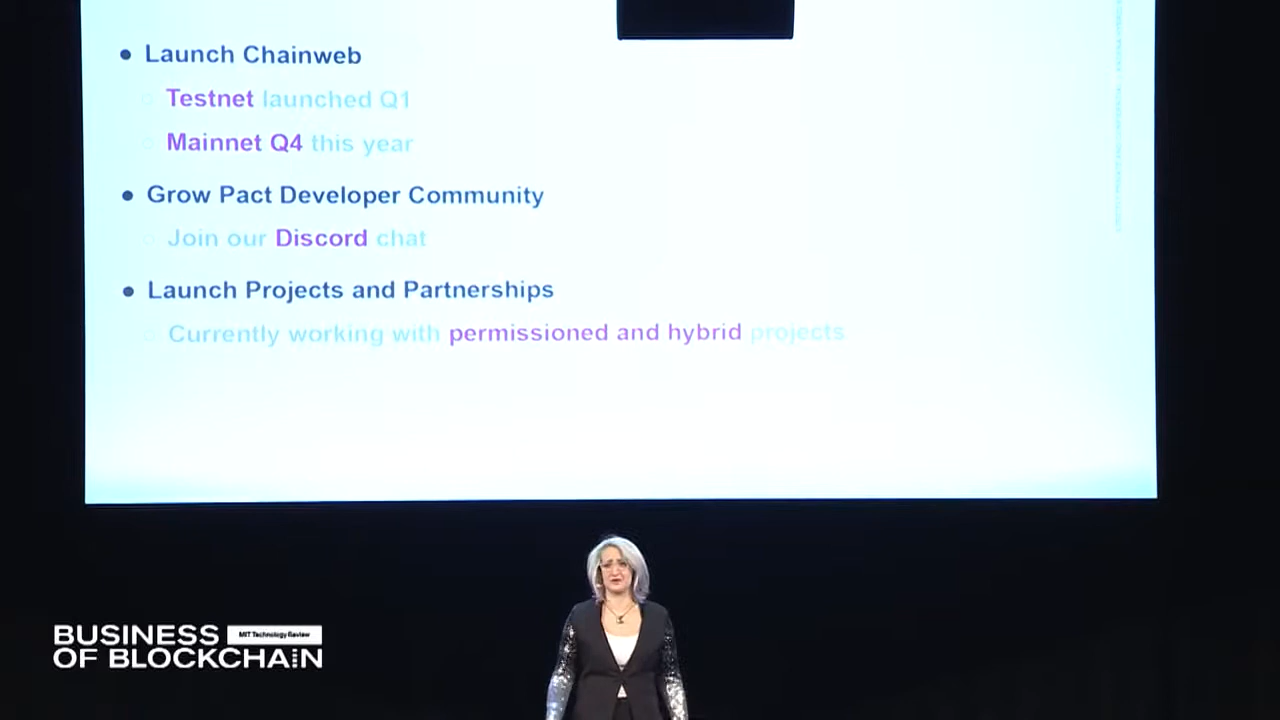 Launch Chainweb
Testnet launched Q1
Mainnet Q4 this year
Grow Pact Developer Community
Join our Discord chat
Launch Projects and Partnerships
Currently working with permissioned and hybrid projects
BUSINESS MIT Technology Review
OF BLOCKCHAIN